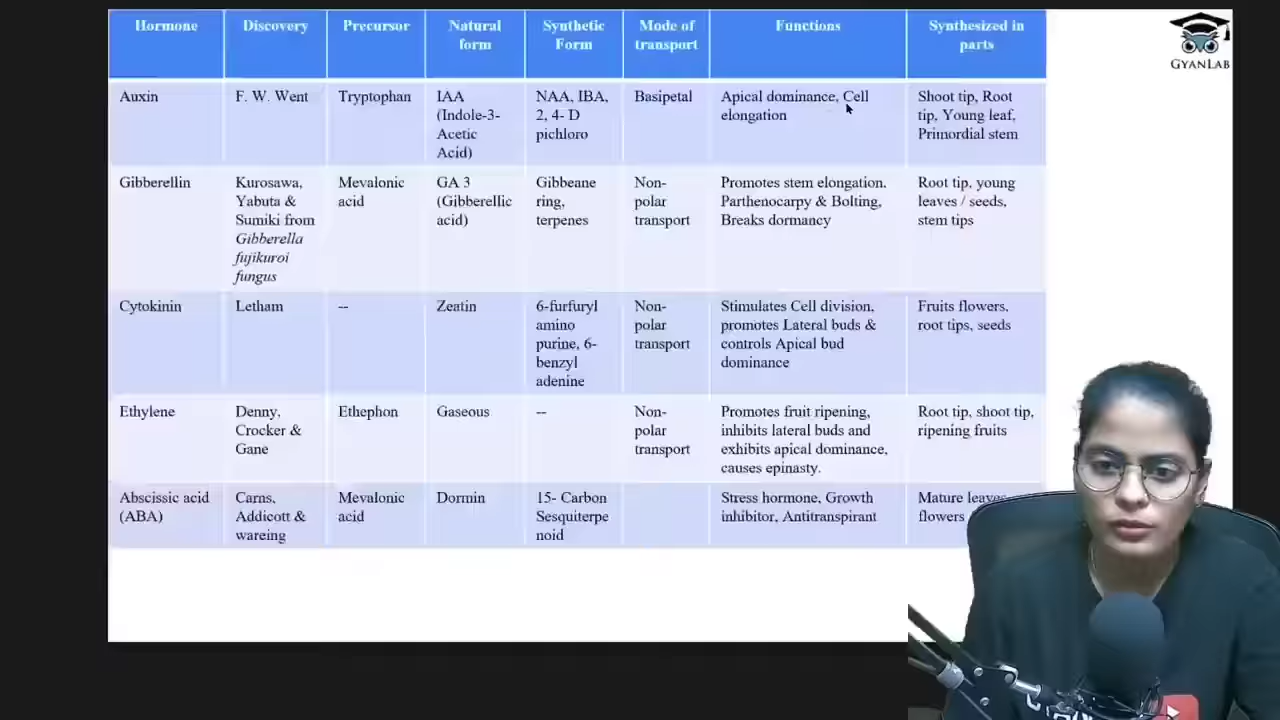 Hormone
Discovery
Precursor
Natural
form
Synthetic
Form
Mode of
transport
Functions
Synthesized in
parts
GYANLAB
Auxin
F. W. Went
Tryptophan
IAA
(Indole-3-
Acetic
Acid)
NAA, IBA,
2, 4- D
pichloro
Basipetal
Apical dominance, Cell
elongation
Shoot tip, Root
tip, Young leaf,
Primordial stem
Gibberellin
Kurosawa,
Yabuta &
Sumiki from
Gibberella
fujikuroi
fungus
Mevalonic
acid
GA 3
(Gibberellic
acid)
Gibbeane
ring,
terpenes
Non-
polar
transport
Promotes stem elongation,
Parthenocarpy & Bolting,
Breaks dormancy
Root tip, young
leaves / seeds,
stem tips
Cytokinin
Letham
--
Zeatin
6-furfuryl
amino
purine, 6-
benzyl
adenine
Non-
polar
transport
Stimulates Cell division,
promotes Lateral buds &
controls Apical bud
dominance
Fruits flowers,
root tips, seeds
Ethylene
Denny,
Crocker &
Gane
Ethephon
Gaseous
--
Non-
polar
transport
Promotes fruit ripening,
inhibits lateral buds and
exhibits apical dominance,
causes epinasty.
Root tip, shoot tip,
ripening fruits
Abscissic acid
(ABA)
Carns,
Addicott &
wareing
Mevalonic
acid
Dormin
15- Carbon
Sesquiterpe
noid
Stress hormone, Growth
inhibitor, Antitranspirant
Mature leaves
flowers